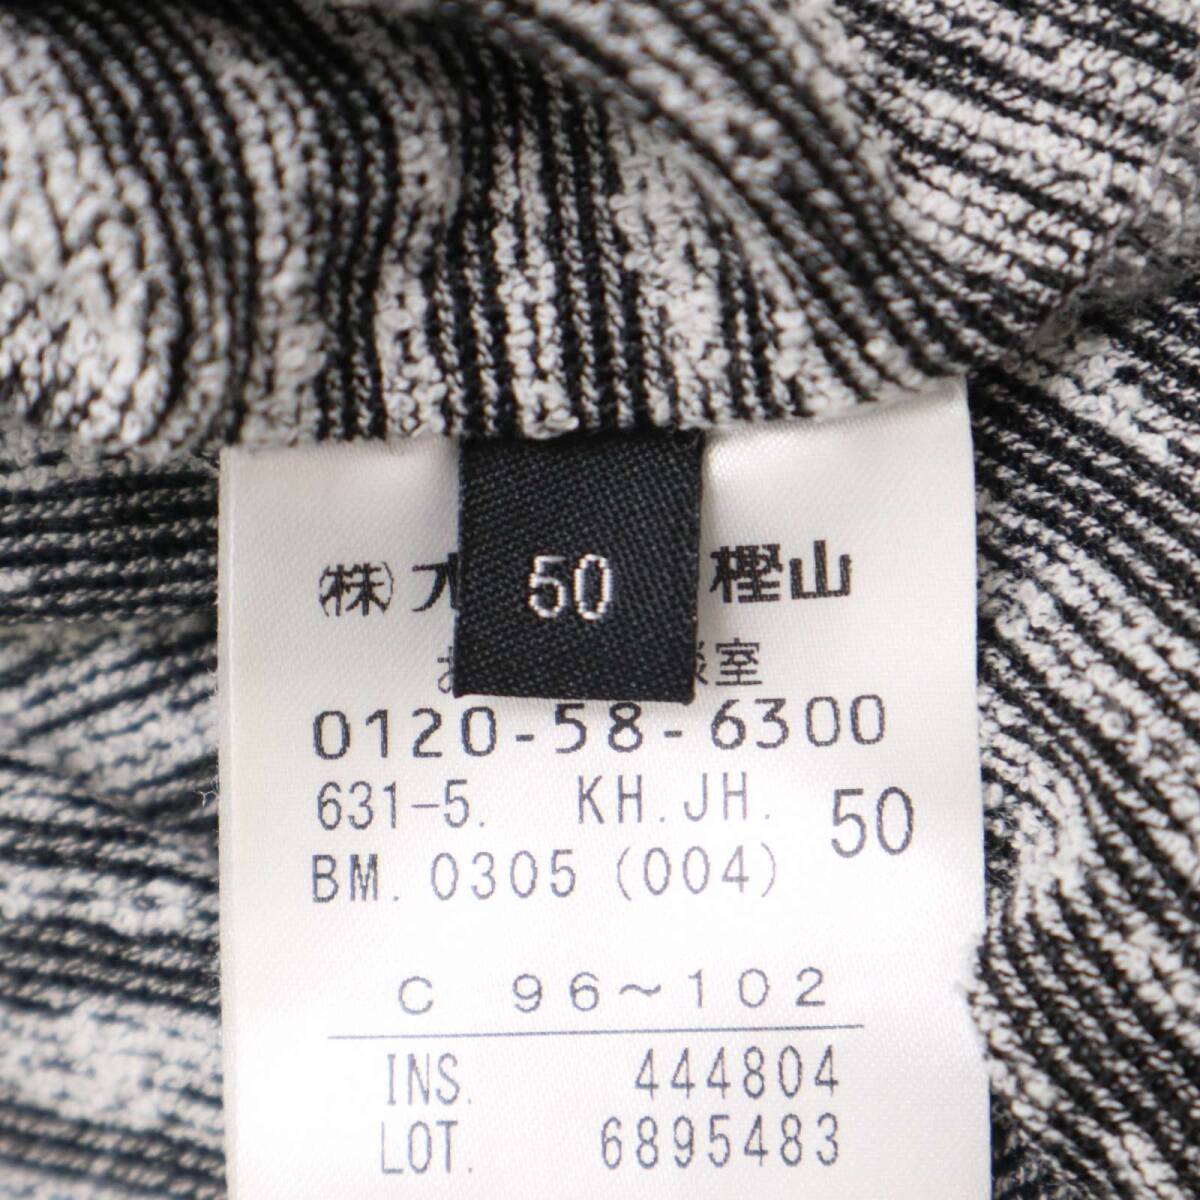 50
(株)オ 樫山
室
0120-58-6300
631-5. KH.JH. 50
BM. 0305 (004)
C 96~102
INS. 444804
LOT. 6895483